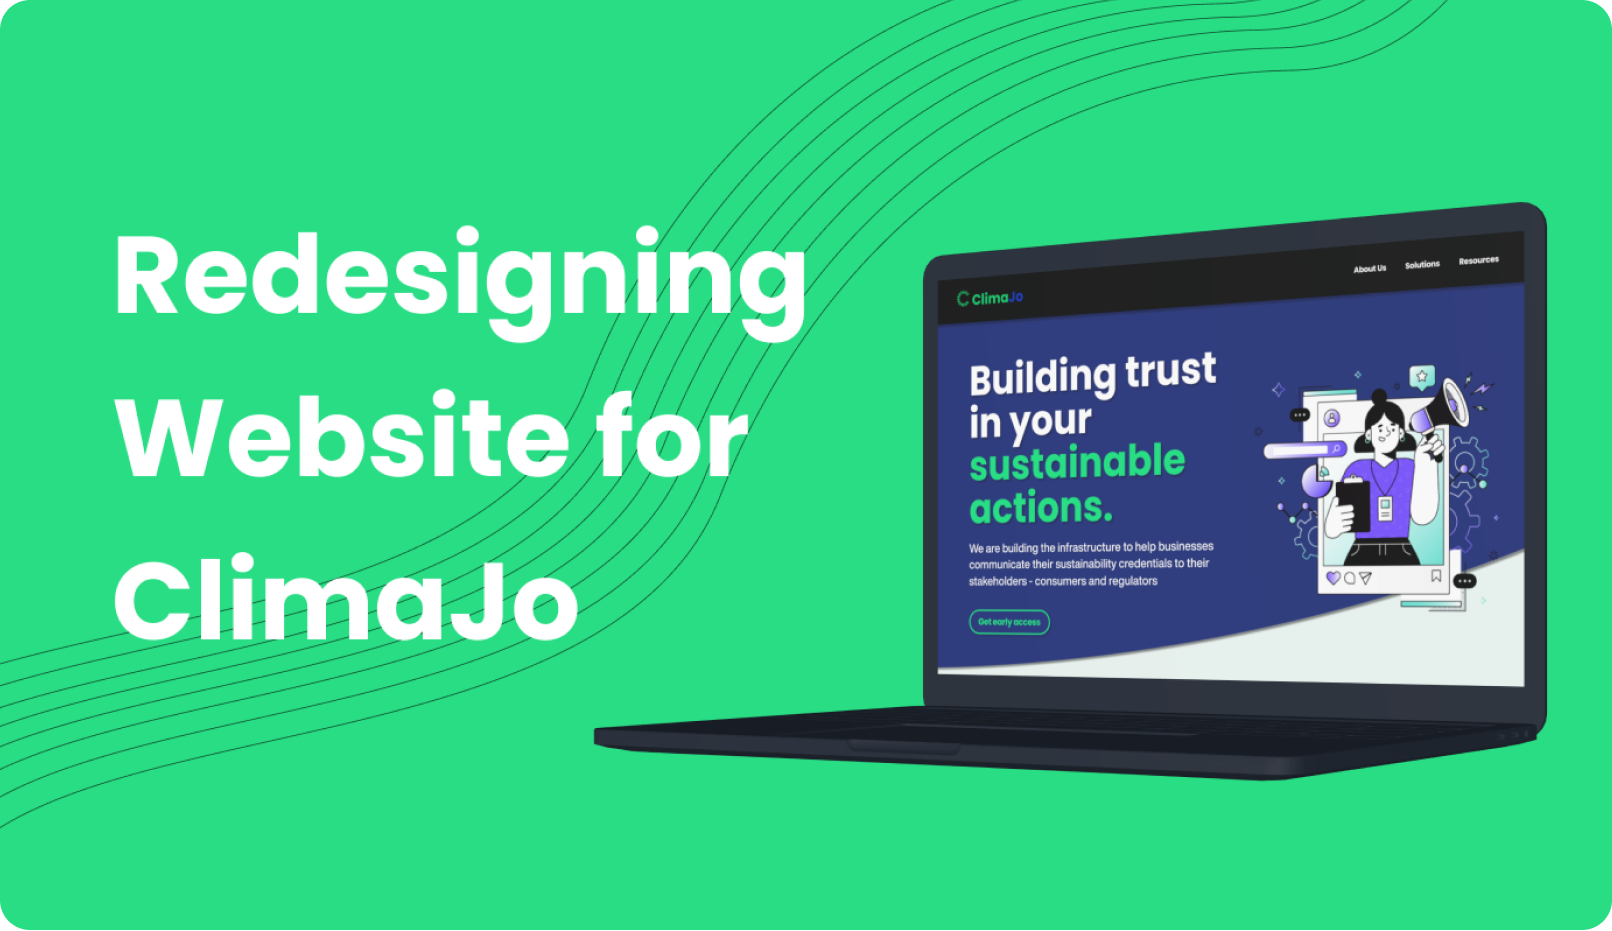 Redesigning
Website for
ClimaJo
ClimaJo
About Us Solutions Resources
Building trust
in your
sustainable
actions.
We are building the infrastructure to help businesses
communicate their sustainability credentials to their
stakeholders - consumers and regulators
Get early access